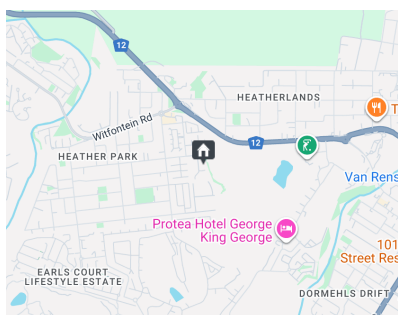 12
HEATHERLANDS
T
Witfontein Rd
12
HEATHER PARK
Van Rens
Protea Hotel George
King George
101
Street Res
EARLS COURT
LIFESTYLE ESTATE
DORMEHLS DRIFT